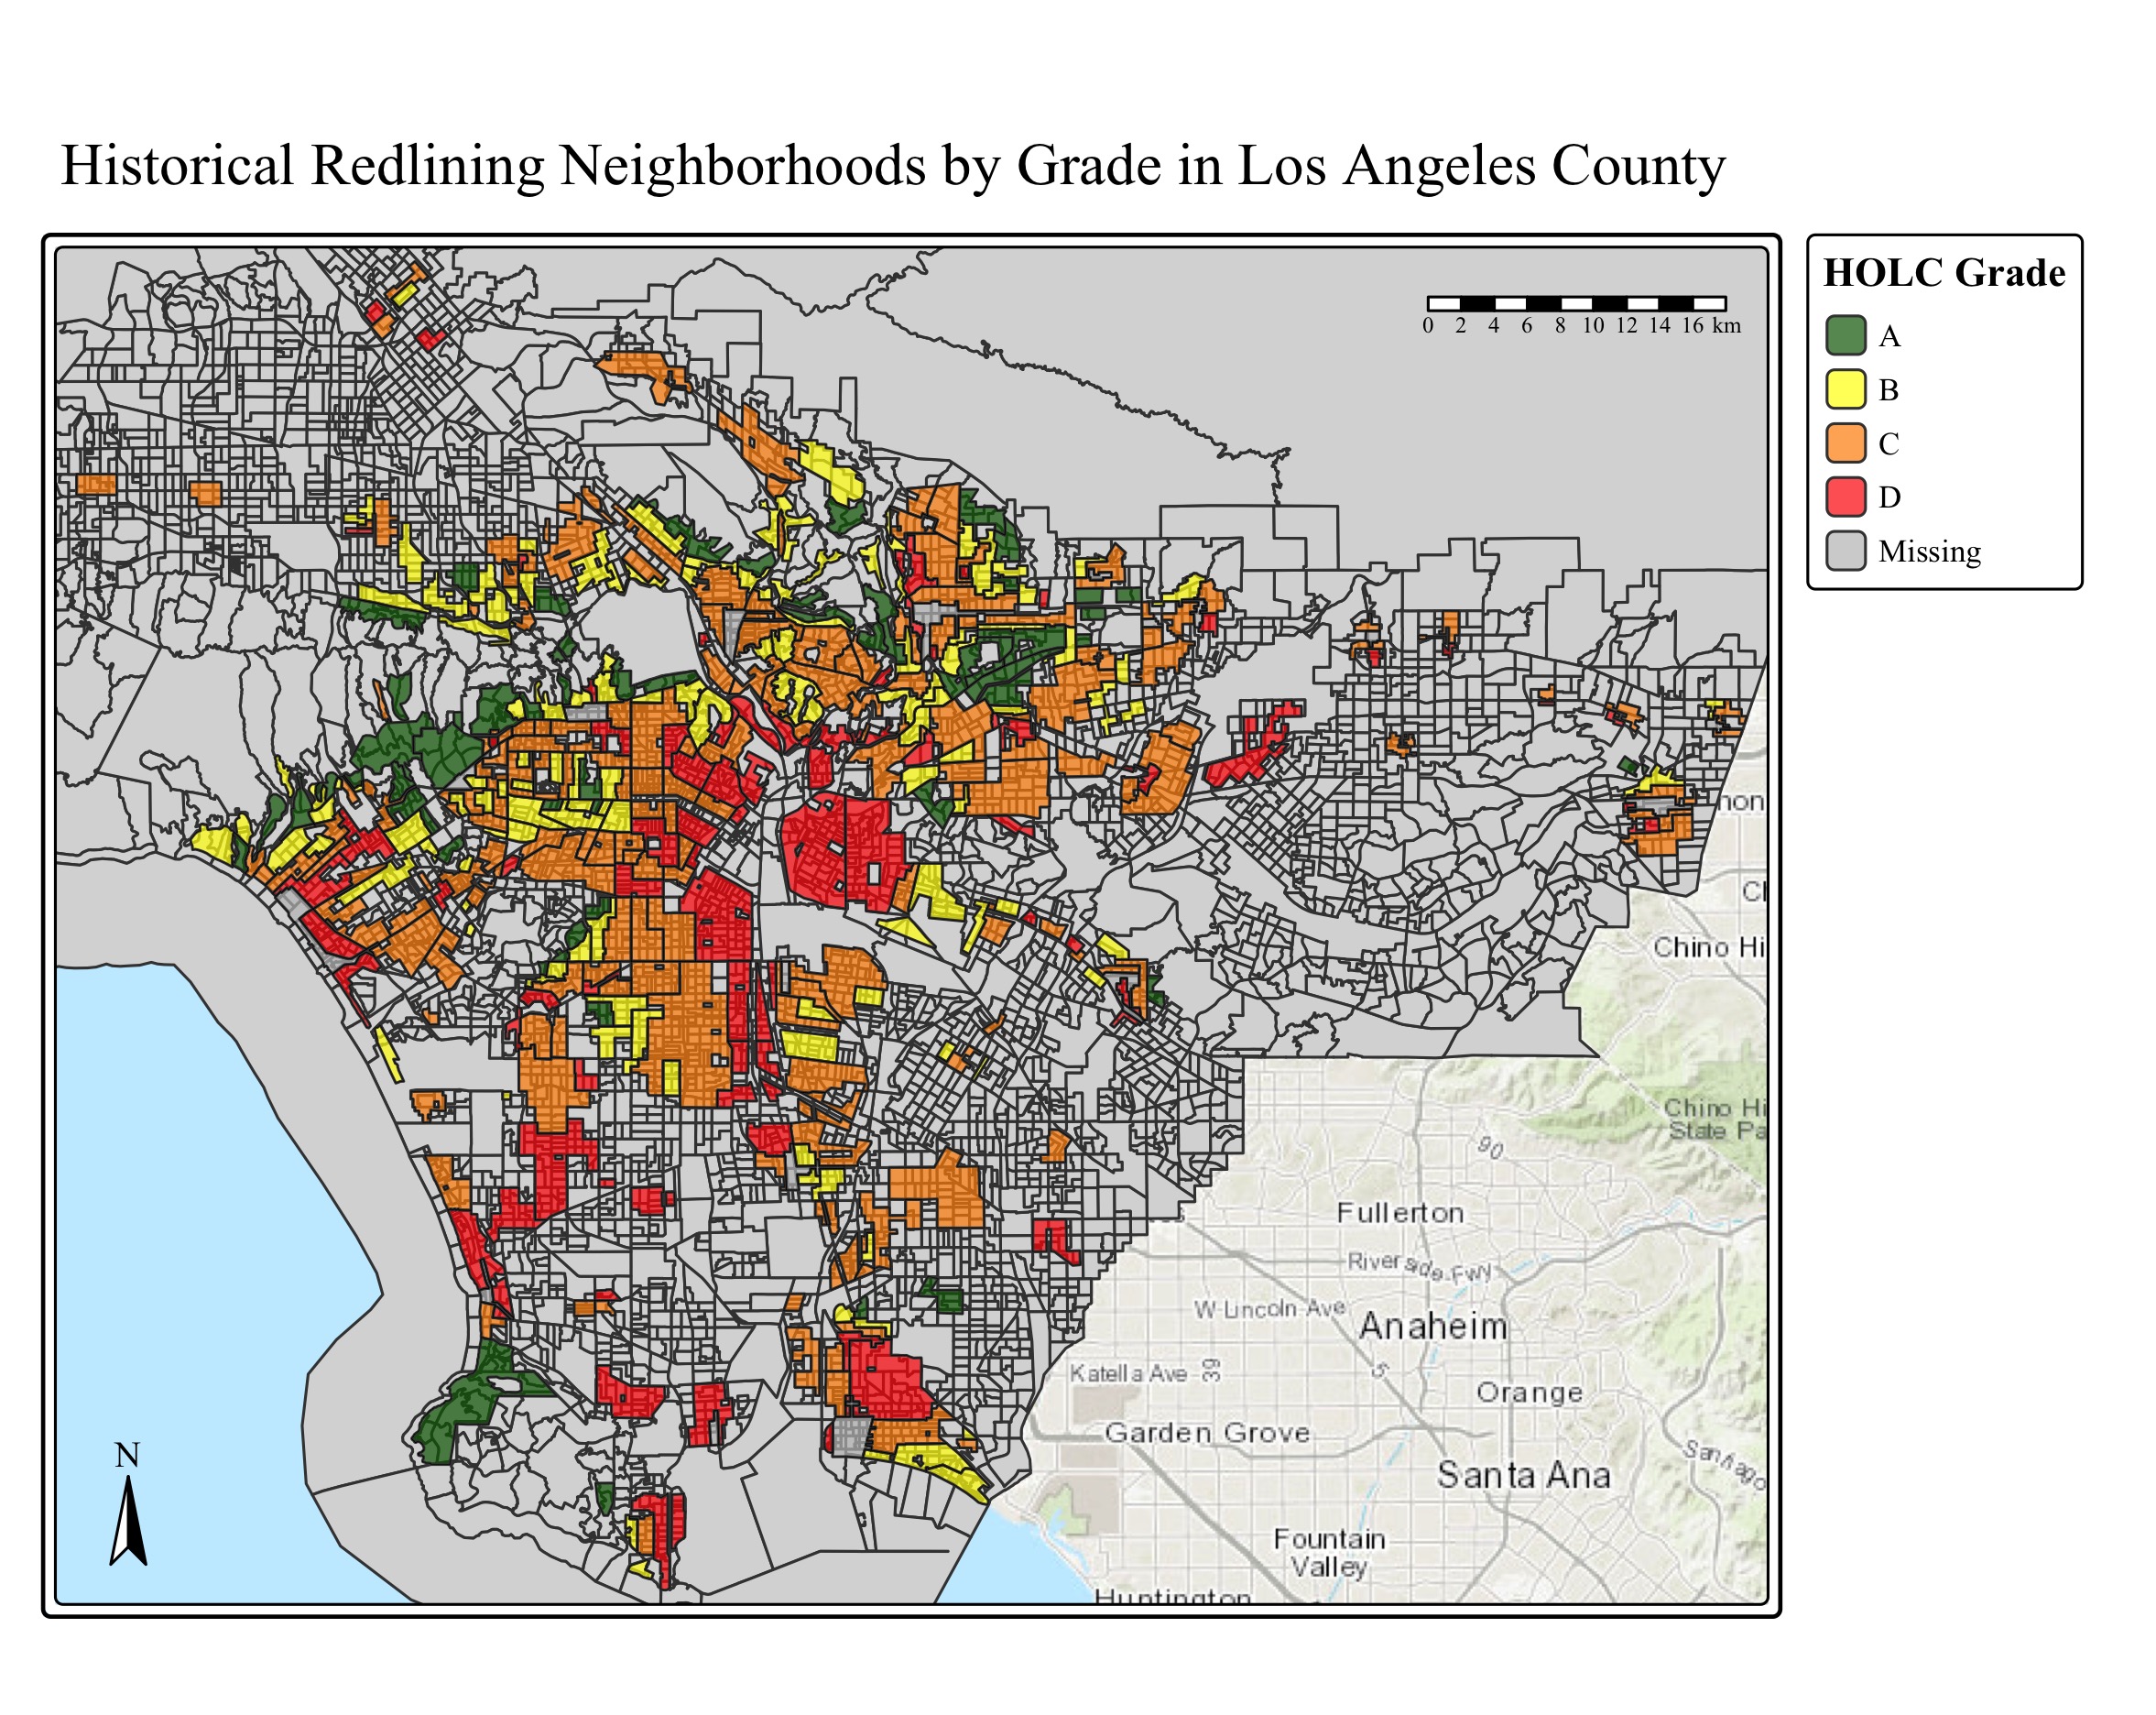 Historical Redlining Neighborhoods by Grade in Los Angeles County
HOLC Grade
A
B
C
D
Missing
0 2 4 6 8 10 12 14 16 km
Chino Hi
Chino Hi
State Pa
90
Fullerton
Riverside Fwy
W Lincoln Ave
Anaheim
Katella Ave
39
5
Orange
Garden Grove
Santa Ana
Santiago
Fountain
Valley
Huntington
N